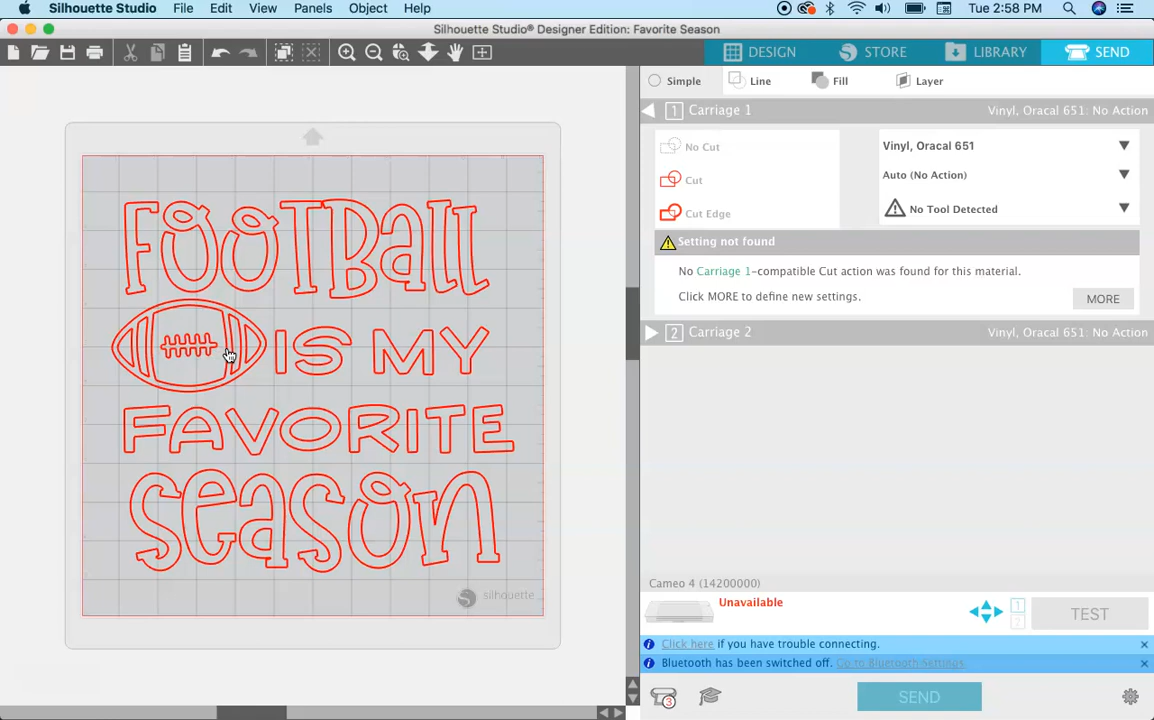 Silhouette Studio File Edit View Panels Object Help Tue 2:58 PM
Silhouette Studio® Designer Edition: Favorite Season
DESIGN STORE LIBRARY SEND
Simple Line Fill Layer
1 Carriage 1 Vinyl, Oracal 651: No Action
No Cut Vinyl, Oracal 651
Cut Auto (No Action)
Cut Edge No Tool Detected
Setting not found
No Carriage 1-compatible Cut action was found for this material.
Click MORE to define new settings. MORE
2 Carriage 2 Vinyl, Oracal 651: No Action
FOOTBALL
IS MY
FAVORITE
season
silhouette
Cameo 4 (14200000)
Unavailable
1
2
TEST
Click here if you have trouble connecting.
Bluetooth has been switched off. Go to Bluetooth Settings.
3 SEND